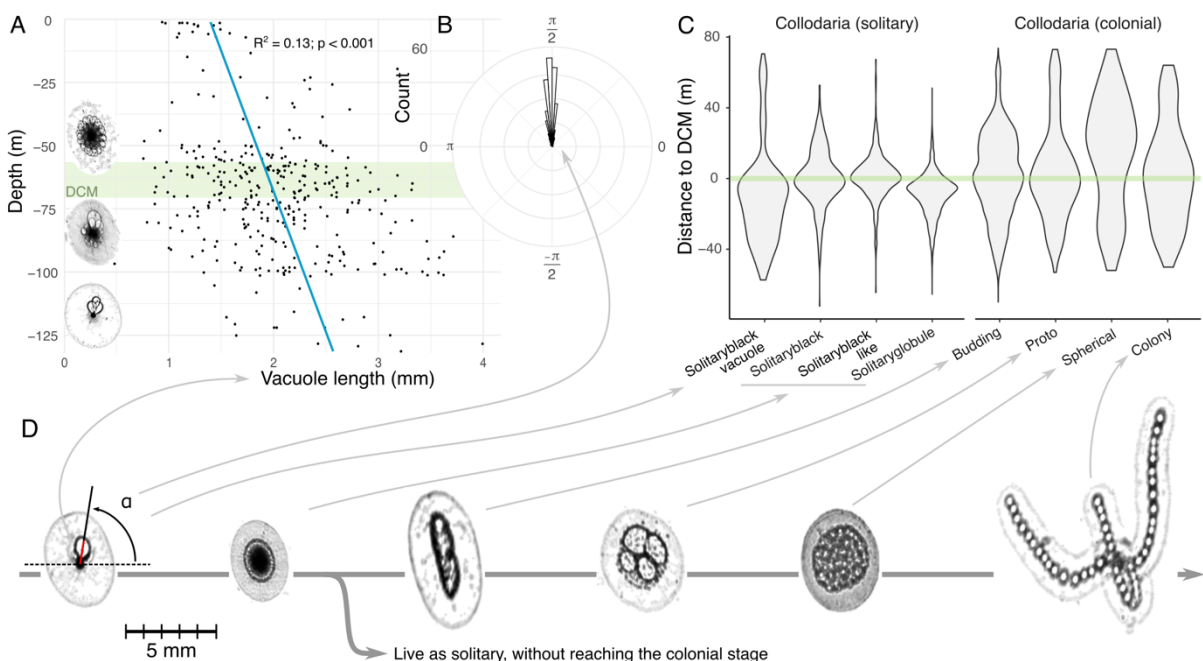 A
B
C
Collodaria (solitary)
Collodaria (colonial)
R² = 0.13; p < 0.001
Depth (m)
0
−25
−50
−75
−100
−125
DCM
0
1
2
3
4
Vacuole length (mm)
Count
60
0
π/2
π
0
−π/2
Distance to DCM (m)
80
40
0
−40
Solitaryblack
vacuole
Solitaryblack
Solitaryblack
like
Solitaryglobule
Budding
Proto
Spherical
Colony
D
α
5 mm
Live as solitary, without reaching the colonial stage